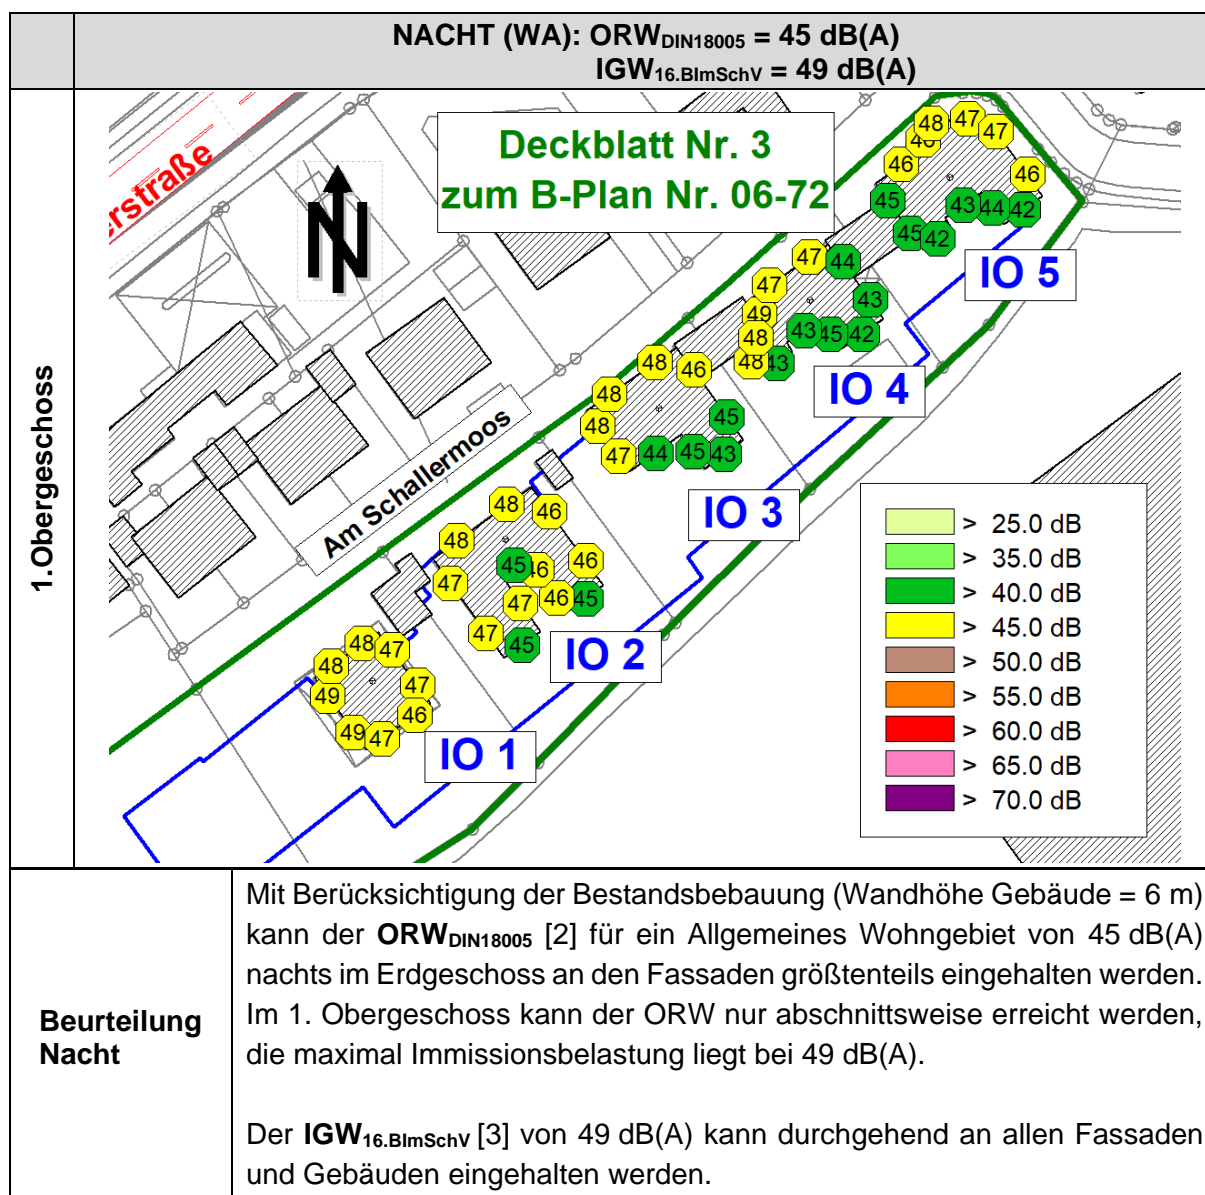 NACHT (WA): ORWDIN18005 = 45 dB(A)
IGW16.BImSchV = 49 dB(A)
1.Obergeschoss
erstraße
N
Deckblatt Nr. 3
zum B-Plan Nr. 06-72
48 47 47
46 46
45 43 44 42
45 42
IO 5
47 44
47 43
49
48 43 45 42
48 43
IO 4
48 46
48 45
48
47 44 45 43
IO 3
Am Schallermoos
48 46
48
45 46 46
47 47 46 45
47 45
IO 2
48 47
48 47
49 46
49 47
IO 1
> 25.0 dB
> 35.0 dB
> 40.0 dB
> 45.0 dB
> 50.0 dB
> 55.0 dB
> 60.0 dB
> 65.0 dB
> 70.0 dB
Beurteilung
Nacht
Mit Berücksichtigung der Bestandsbebauung (Wandhöhe Gebäude = 6 m)
kann der ORWDIN18005 [2] für ein Allgemeines Wohngebiet von 45 dB(A)
nachts im Erdgeschoss an den Fassaden größtenteils eingehalten werden.
Im 1. Obergeschoss kann der ORW nur abschnittsweise erreicht werden,
die maximal Immissionsbelastung liegt bei 49 dB(A).
Der IGW16.BImSchV [3] von 49 dB(A) kann durchgehend an allen Fassaden
und Gebäuden eingehalten werden.